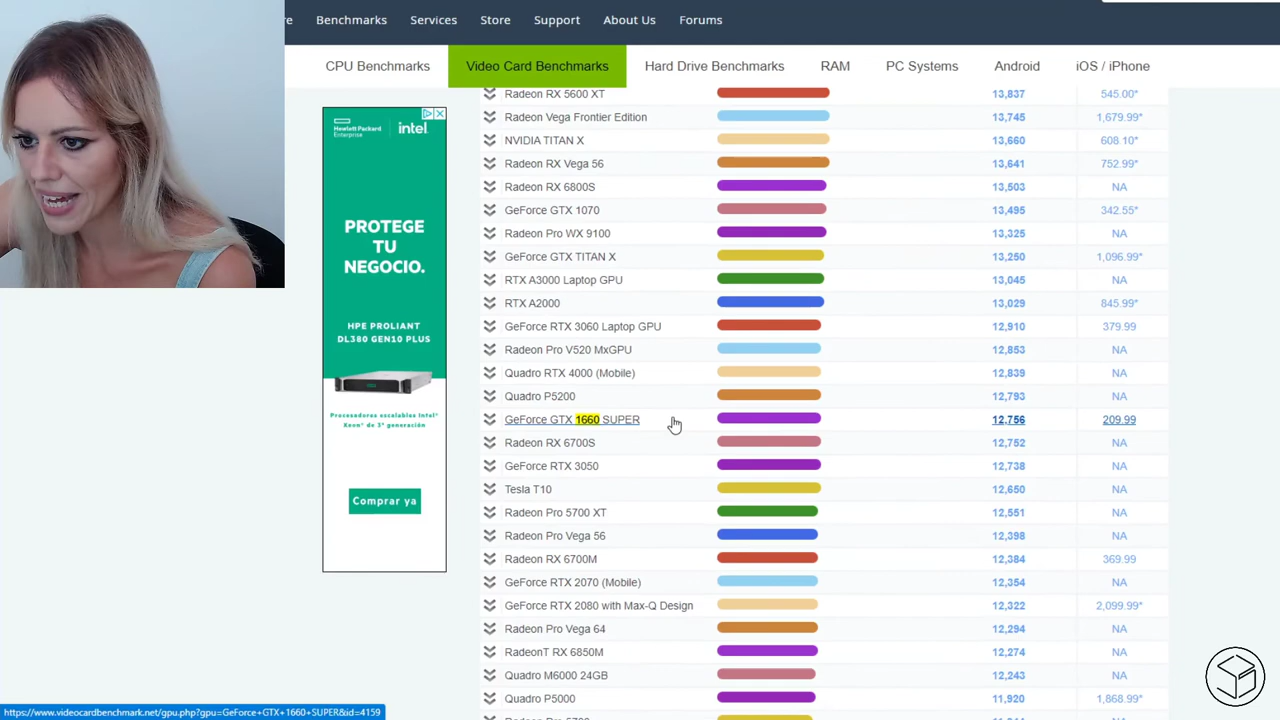 re Benchmarks Services Store Support About Us Forums
CPU Benchmarks Video Card Benchmarks Hard Drive Benchmarks RAM PC Systems Android iOS / iPhone
Hewlett Packard
Enterprise
intel.
PROTEGE
TU
NEGOCIO.
HPE PROLIANT
DL380 GEN10 PLUS
Procesadores escalables Intel®
Xeon® de 3ª generación
Comprar ya
Radeon RX 5600 XT 13,837 545.00*
Radeon Vega Frontier Edition 13,745 1,679.99*
NVIDIA TITAN X 13,660 608.10*
Radeon RX Vega 56 13,641 752.99*
Radeon RX 6800S 13,503 NA
GeForce GTX 1070 13,495 342.55*
Radeon Pro WX 9100 13,325 NA
GeForce GTX TITAN X 13,250 1,096.99*
RTX A3000 Laptop GPU 13,045 NA
RTX A2000 13,029 845.99*
GeForce RTX 3060 Laptop GPU 12,910 379.99
Radeon Pro V520 MxGPU 12,853 NA
Quadro RTX 4000 (Mobile) 12,839 NA
Quadro P5200 12,793 NA
GeForce GTX 1660 SUPER 12,756 209.99
Radeon RX 6700S 12,752 NA
GeForce RTX 3050 12,738 NA
Tesla T10 12,650 NA
Radeon Pro 5700 XT 12,551 NA
Radeon Pro Vega 56 12,398 NA
Radeon RX 6700M 12,384 369.99
GeForce RTX 2070 (Mobile) 12,354 NA
GeForce RTX 2080 with Max-Q Design 12,322 2,099.99*
Radeon Pro Vega 64 12,294 NA
RadeonT RX 6850M 12,274 NA
Quadro M6000 24GB 12,243 NA
Quadro P5000 11,920 1,868.99*
https://www.videocardbenchmark.net/gpu.php?gpu=GeForce+GTX+1660+SUPER&id=4159